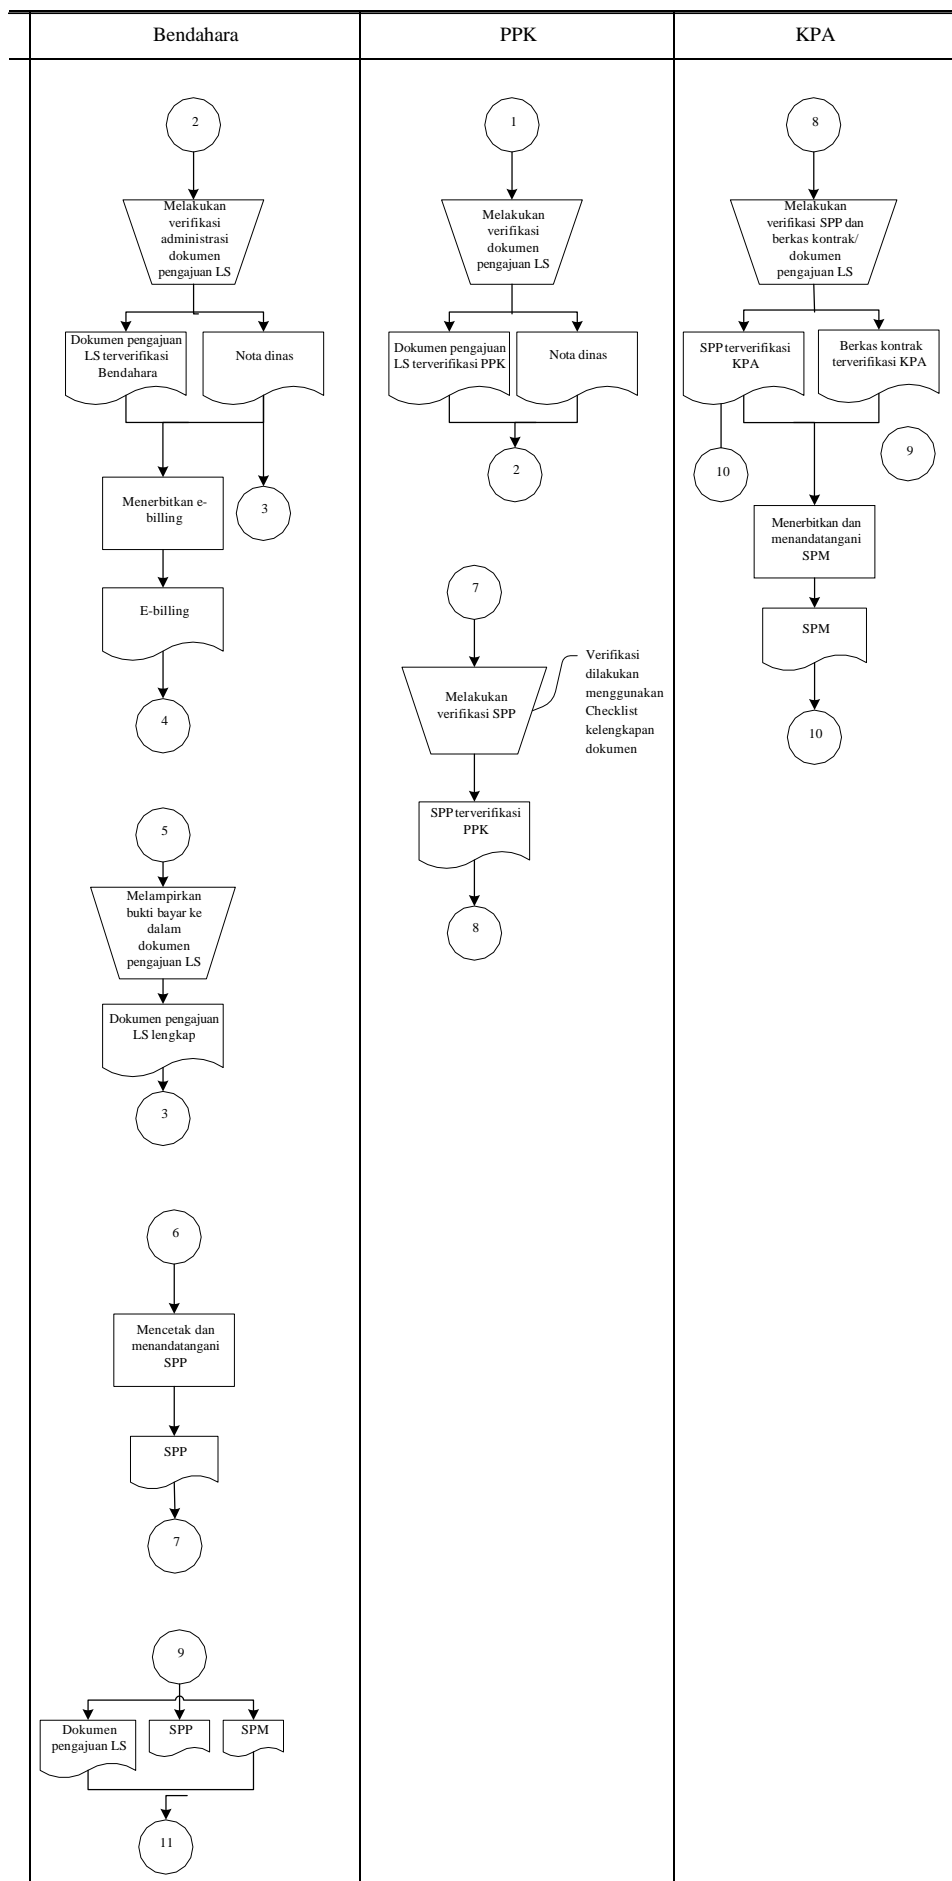 Bendahara
PPK
KPA
2
Melakukan
verifikasi
administrasi
dokumen
pengajuan LS
Dokumen pengajuan
LS terverifikasi
Bendahara
Nota dinas
Menerbitkan e-
billing
3
E-billing
4
5
Melampirkan
bukti bayar ke
dalam
dokumen
pengajuan LS
Dokumen pengajuan
LS lengkap
3
6
Mencetak dan
menandatangani
SPP
SPP
7
9
Dokumen
pengajuan LS
SPP
SPM
11
1
Melakukan
verifikasi
dokumen
pengajuan LS
Dokumen pengajuan
LS terverifikasi PPK
Nota dinas
2
7
Melakukan
verifikasi SPP
Verifikasi
dilakukan
menggunakan
Checklist
kelengkapan
dokumen
SPP terverifikasi
PPK
8
8
Melakukan
verifikasi SPP dan
berkas kontrak/
dokumen
pengajuan LS
SPP terverifikasi
KPA
Berkas kontrak
terverifikasi KPA
10
9
Menerbitkan dan
menandatangani
SPM
SPM
10